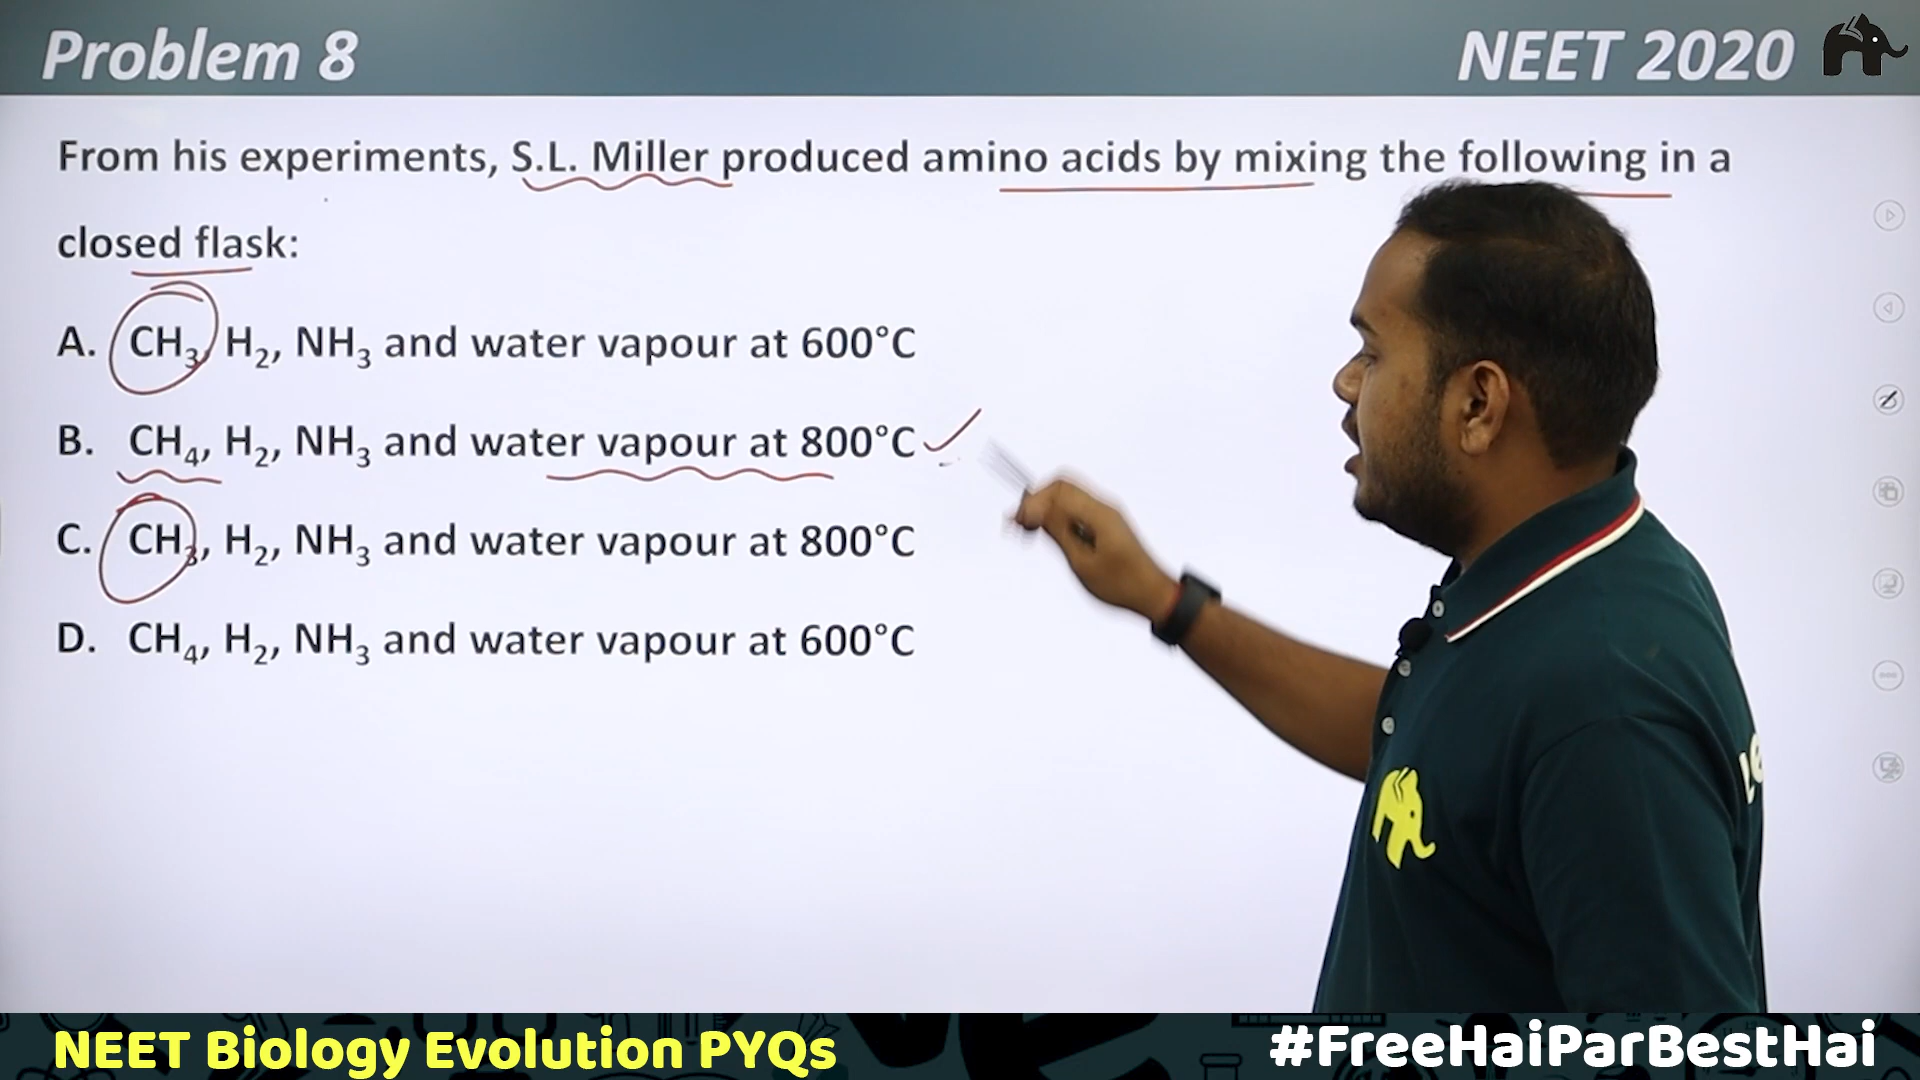 Problem 8
NEET 2020
From his experiments, S.L. Miller produced amino acids by mixing the following in a
closed flask:
A. CH₃, H₂, NH₃ and water vapour at 600°C
B. CH₄, H₂, NH₃ and water vapour at 800°C
C. CH₃, H₂, NH₃ and water vapour at 800°C
D. CH₄, H₂, NH₃ and water vapour at 600°C
NEET Biology Evolution PYQs
#FreeHaiParBestHai